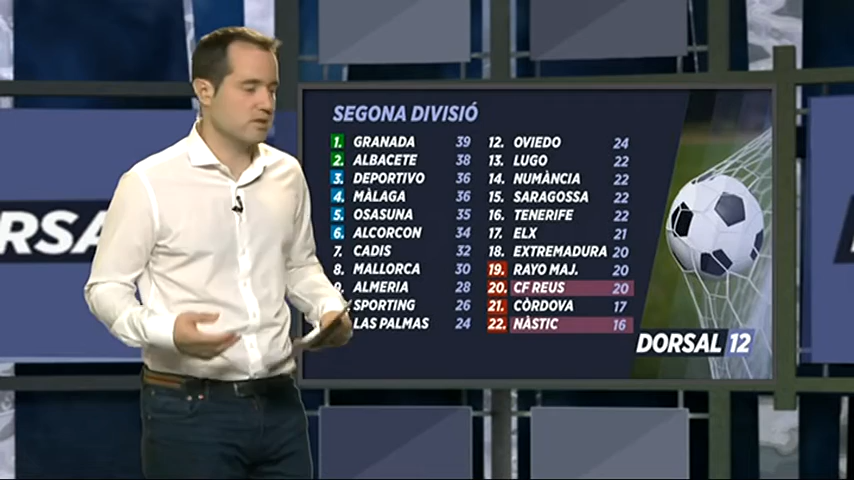 SEGONA DIVISIÓ
1. GRANADA 39
2. ALBACETE 38
3. DEPORTIVO 36
4. MÀLAGA 36
5. OSASUNA 35
6. ALCORCON 34
7. CADIS 32
8. MALLORCA 30
9. ALMERIA 28
SPORTING 26
LAS PALMAS 24
12. OVIEDO 24
13. LUGO 22
14. NUMÀNCIA 22
15. SARAGOSSA 22
16. TENERIFE 22
17. ELX 21
18. EXTREMADURA 20
19. RAYO MAJ. 20
20. CF REUS 20
21. CÒRDOVA 17
22. NÀSTIC 16
DORSAL 12
RSA